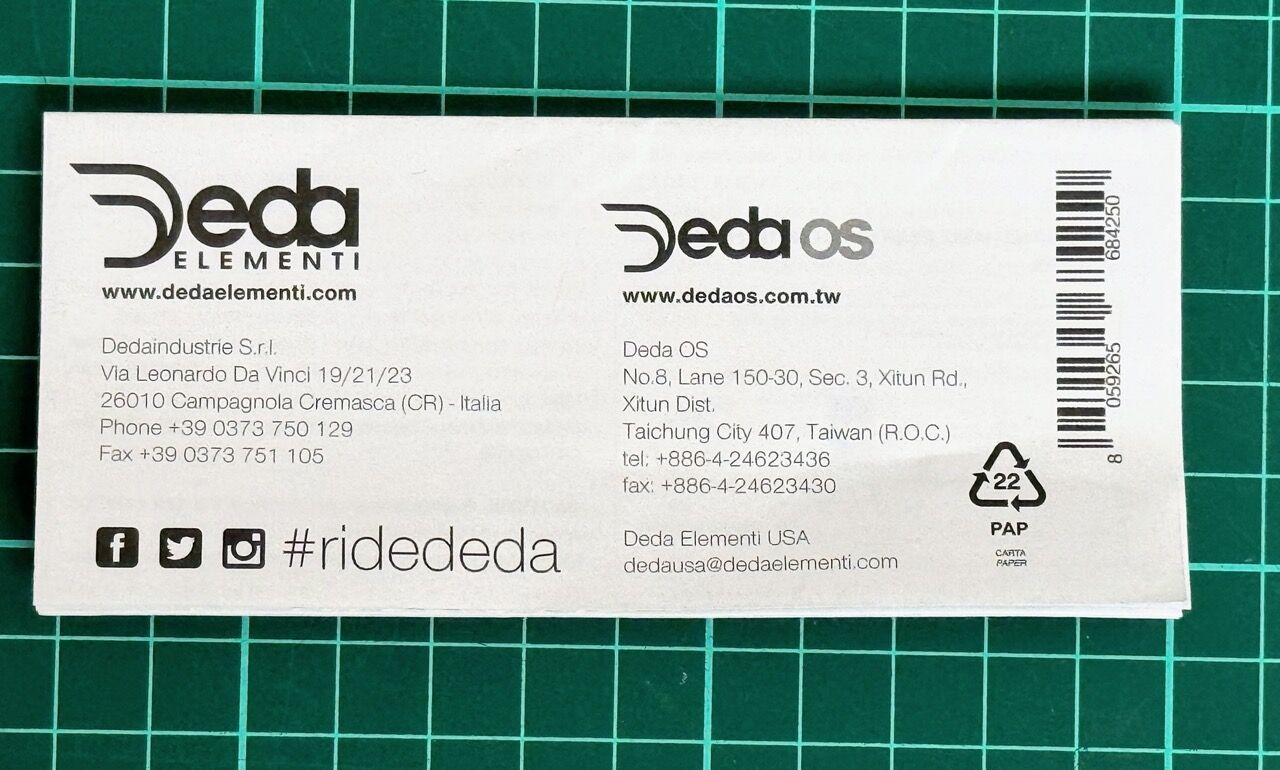 Deda
ELEMENTI
www.dedaelementi.com
Dedaindustrie S.r.l.
Via Leonardo Da Vinci 19/21/23
26010 Campagnola Cremasca (CR) - Italia
Phone +39 0373 750 129
Fax +39 0373 751 105
#ridededa
Deda OS
www.dedaos.com.tw
Deda OS
No.8, Lane 150-30, Sec. 3, Xitun Rd.,
Xitun Dist.
Taichung City 407, Taiwan (R.O.C.)
tel: +886-4-24623436
fax: +886-4-24623430
Deda Elementi USA
dedausa@dedaelementi.com
8 059265 684250
22
PAP
CARTA
PAPER